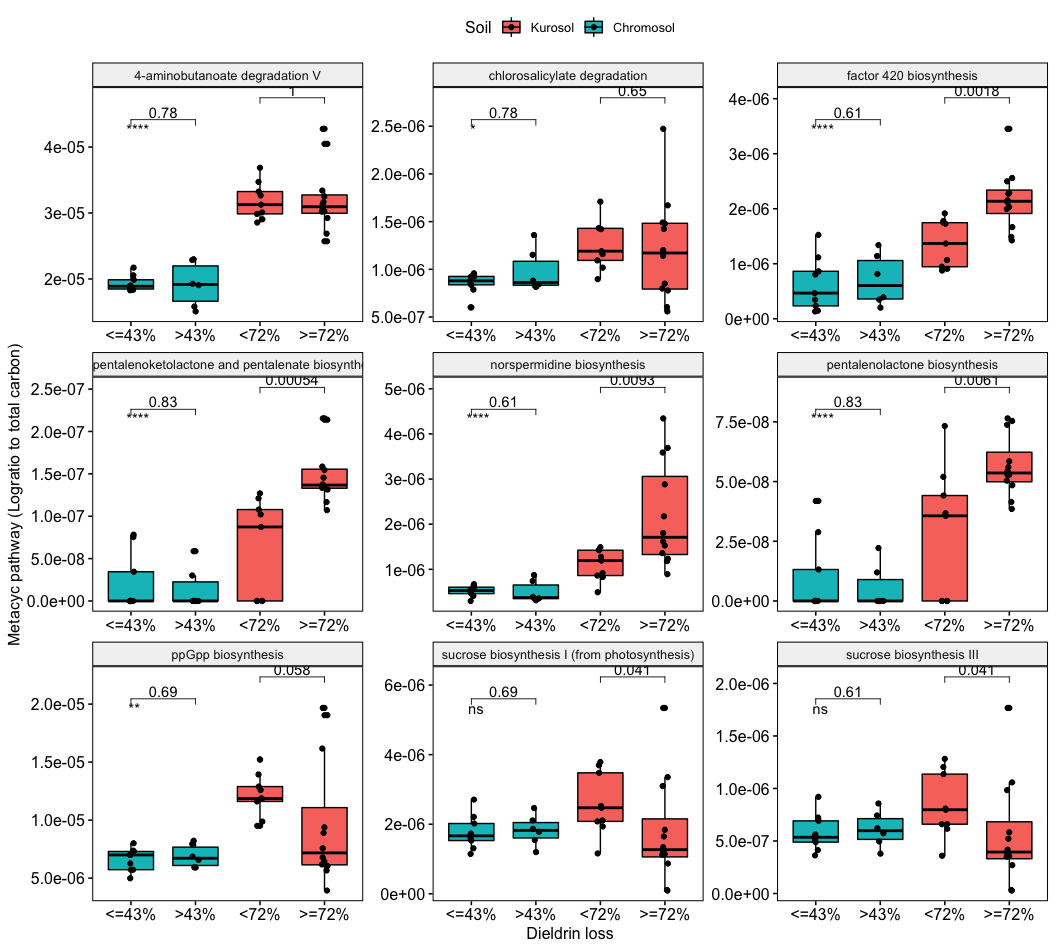 Soil Kurosol Chromosol
Metacyc pathway (Logratio to total carbon)
4-aminobutanoate degradation V
4e-05
3e-05
2e-05
0.78
****
1
<=43% >43% <72% >=72%
chlorosalicylate degradation
2.5e-06
2.0e-06
1.5e-06
1.0e-06
5.0e-07
0.78
*
0.65
<=43% >43% <72% >=72%
factor 420 biosynthesis
4e-06
3e-06
2e-06
1e-06
0e+00
0.61
****
0.0018
<=43% >43% <72% >=72%
pentalenoketolactone and pentalenate biosynthe
2.5e-07
2.0e-07
1.5e-07
1.0e-07
5.0e-08
0.0e+00
0.83
****
0.00054
<=43% >43% <72% >=72%
norspermidine biosynthesis
5e-06
4e-06
3e-06
2e-06
1e-06
0.61
****
0.0093
<=43% >43% <72% >=72%
pentalenolactone biosynthesis
7.5e-08
5.0e-08
2.5e-08
0.0e+00
0.83
****
0.0061
<=43% >43% <72% >=72%
ppGpp biosynthesis
2.0e-05
1.5e-05
1.0e-05
5.0e-06
0.69
**
0.058
<=43% >43% <72% >=72%
sucrose biosynthesis I (from photosynthesis)
6e-06
4e-06
2e-06
0e+00
0.69
ns
0.041
<=43% >43% <72% >=72%
sucrose biosynthesis III
2.0e-06
1.5e-06
1.0e-06
5.0e-07
0.0e+00
0.61
ns
0.041
<=43% >43% <72% >=72%
Dieldrin loss